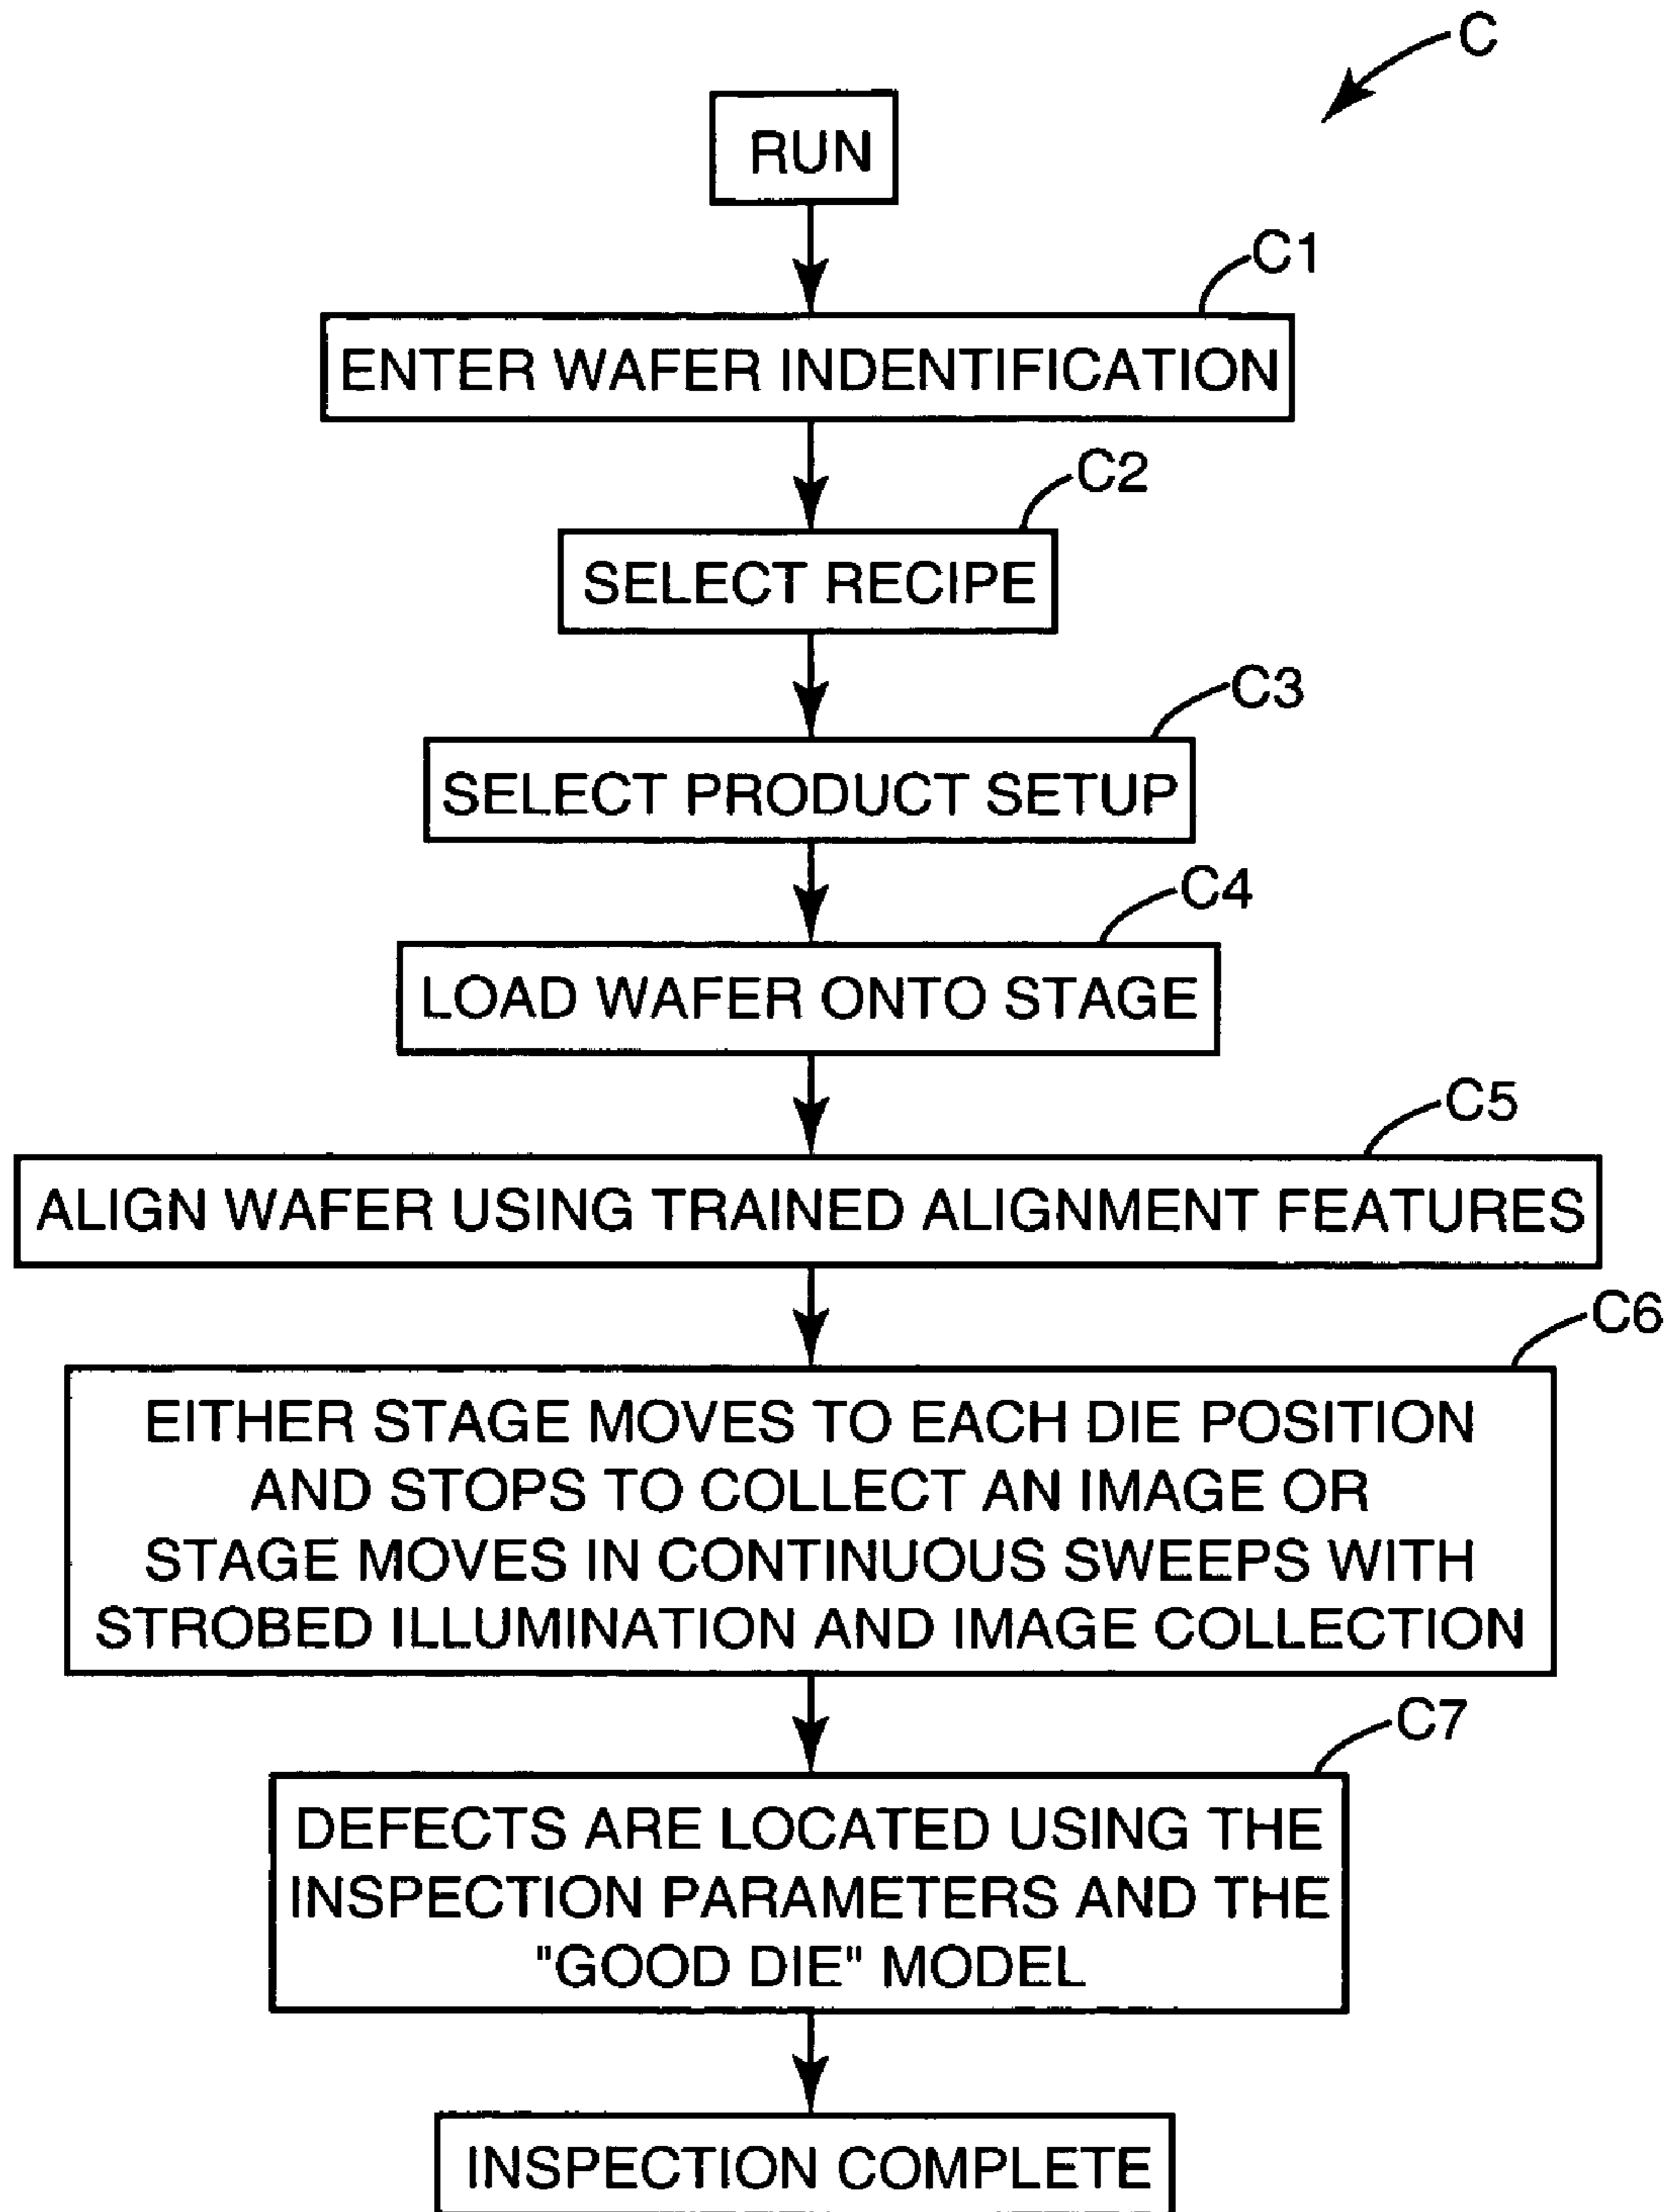 C
RUN
C1
ENTER WAFER INDENTIFICATION
C2
SELECT RECIPE
C3
SELECT PRODUCT SETUP
C4
LOAD WAFER ONTO STAGE
C5
ALIGN WAFER USING TRAINED ALIGNMENT FEATURES
C6
EITHER STAGE MOVES TO EACH DIE POSITION
AND STOPS TO COLLECT AN IMAGE OR
STAGE MOVES IN CONTINUOUS SWEEPS WITH
STROBED ILLUMINATION AND IMAGE COLLECTION
C7
DEFECTS ARE LOCATED USING THE
INSPECTION PARAMETERS AND THE
"GOOD DIE" MODEL
INSPECTION COMPLETE